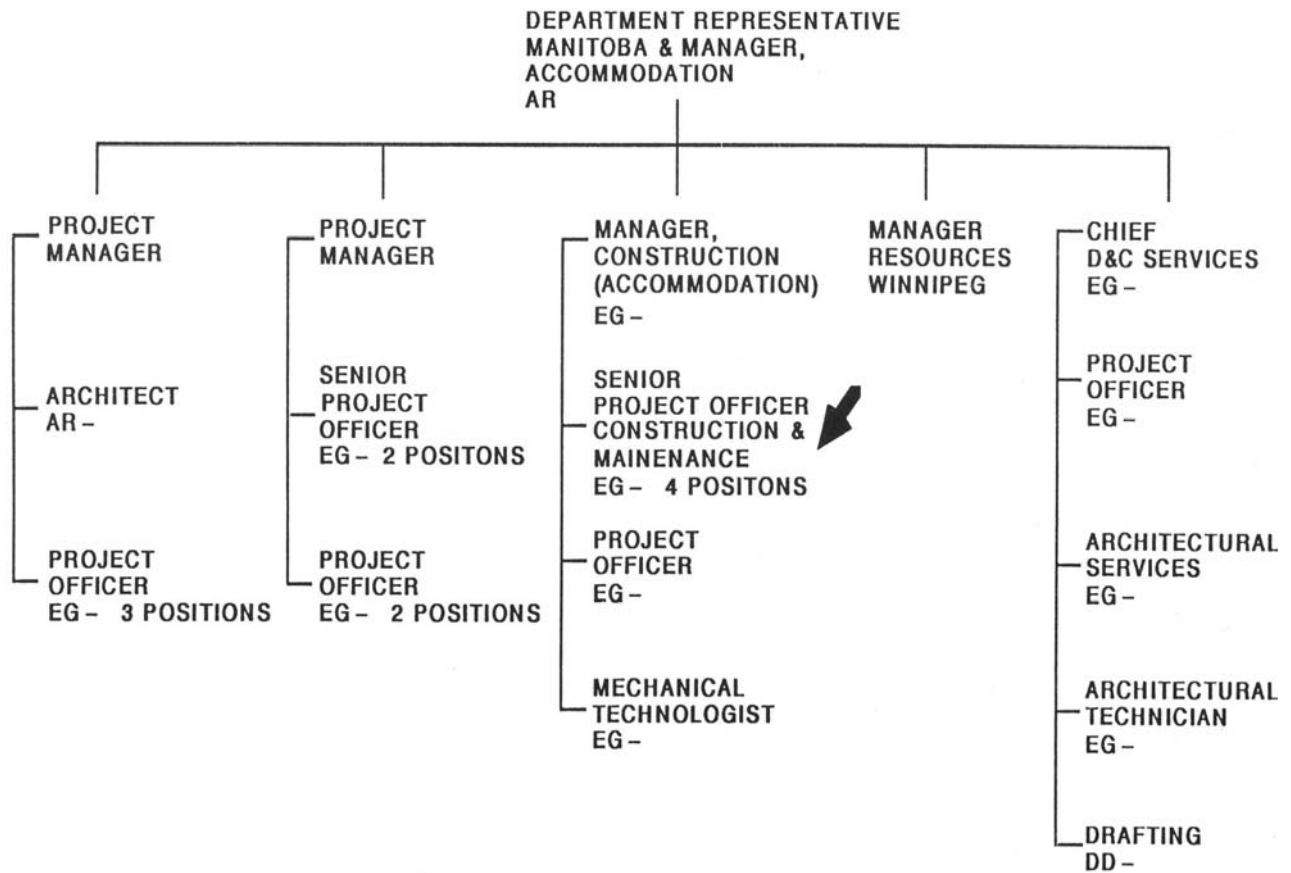 DEPARTMENT REPRESENTATIVE
MANITOBA & MANAGER,
ACCOMMODATION
AR
PROJECT
MANAGER
ARCHITECT
AR –
PROJECT
OFFICER
EG – 3 POSITIONS
PROJECT
MANAGER
SENIOR
PROJECT
OFFICER
EG – 2 POSITONS
PROJECT
OFFICER
EG – 2 POSITIONS
MANAGER,
CONSTRUCTION
(ACCOMMODATION)
EG –
SENIOR
PROJECT OFFICER
CONSTRUCTION &
MAINENANCE
EG – 4 POSITONS
PROJECT
OFFICER
EG –
MECHANICAL
TECHNOLOGIST
EG –
MANAGER
RESOURCES
WINNIPEG
CHIEF
D&C SERVICES
EG –
PROJECT
OFFICER
EG –
ARCHITECTURAL
SERVICES
EG –
ARCHITECTURAL
TECHNICIAN
EG –
DRAFTING
DD –